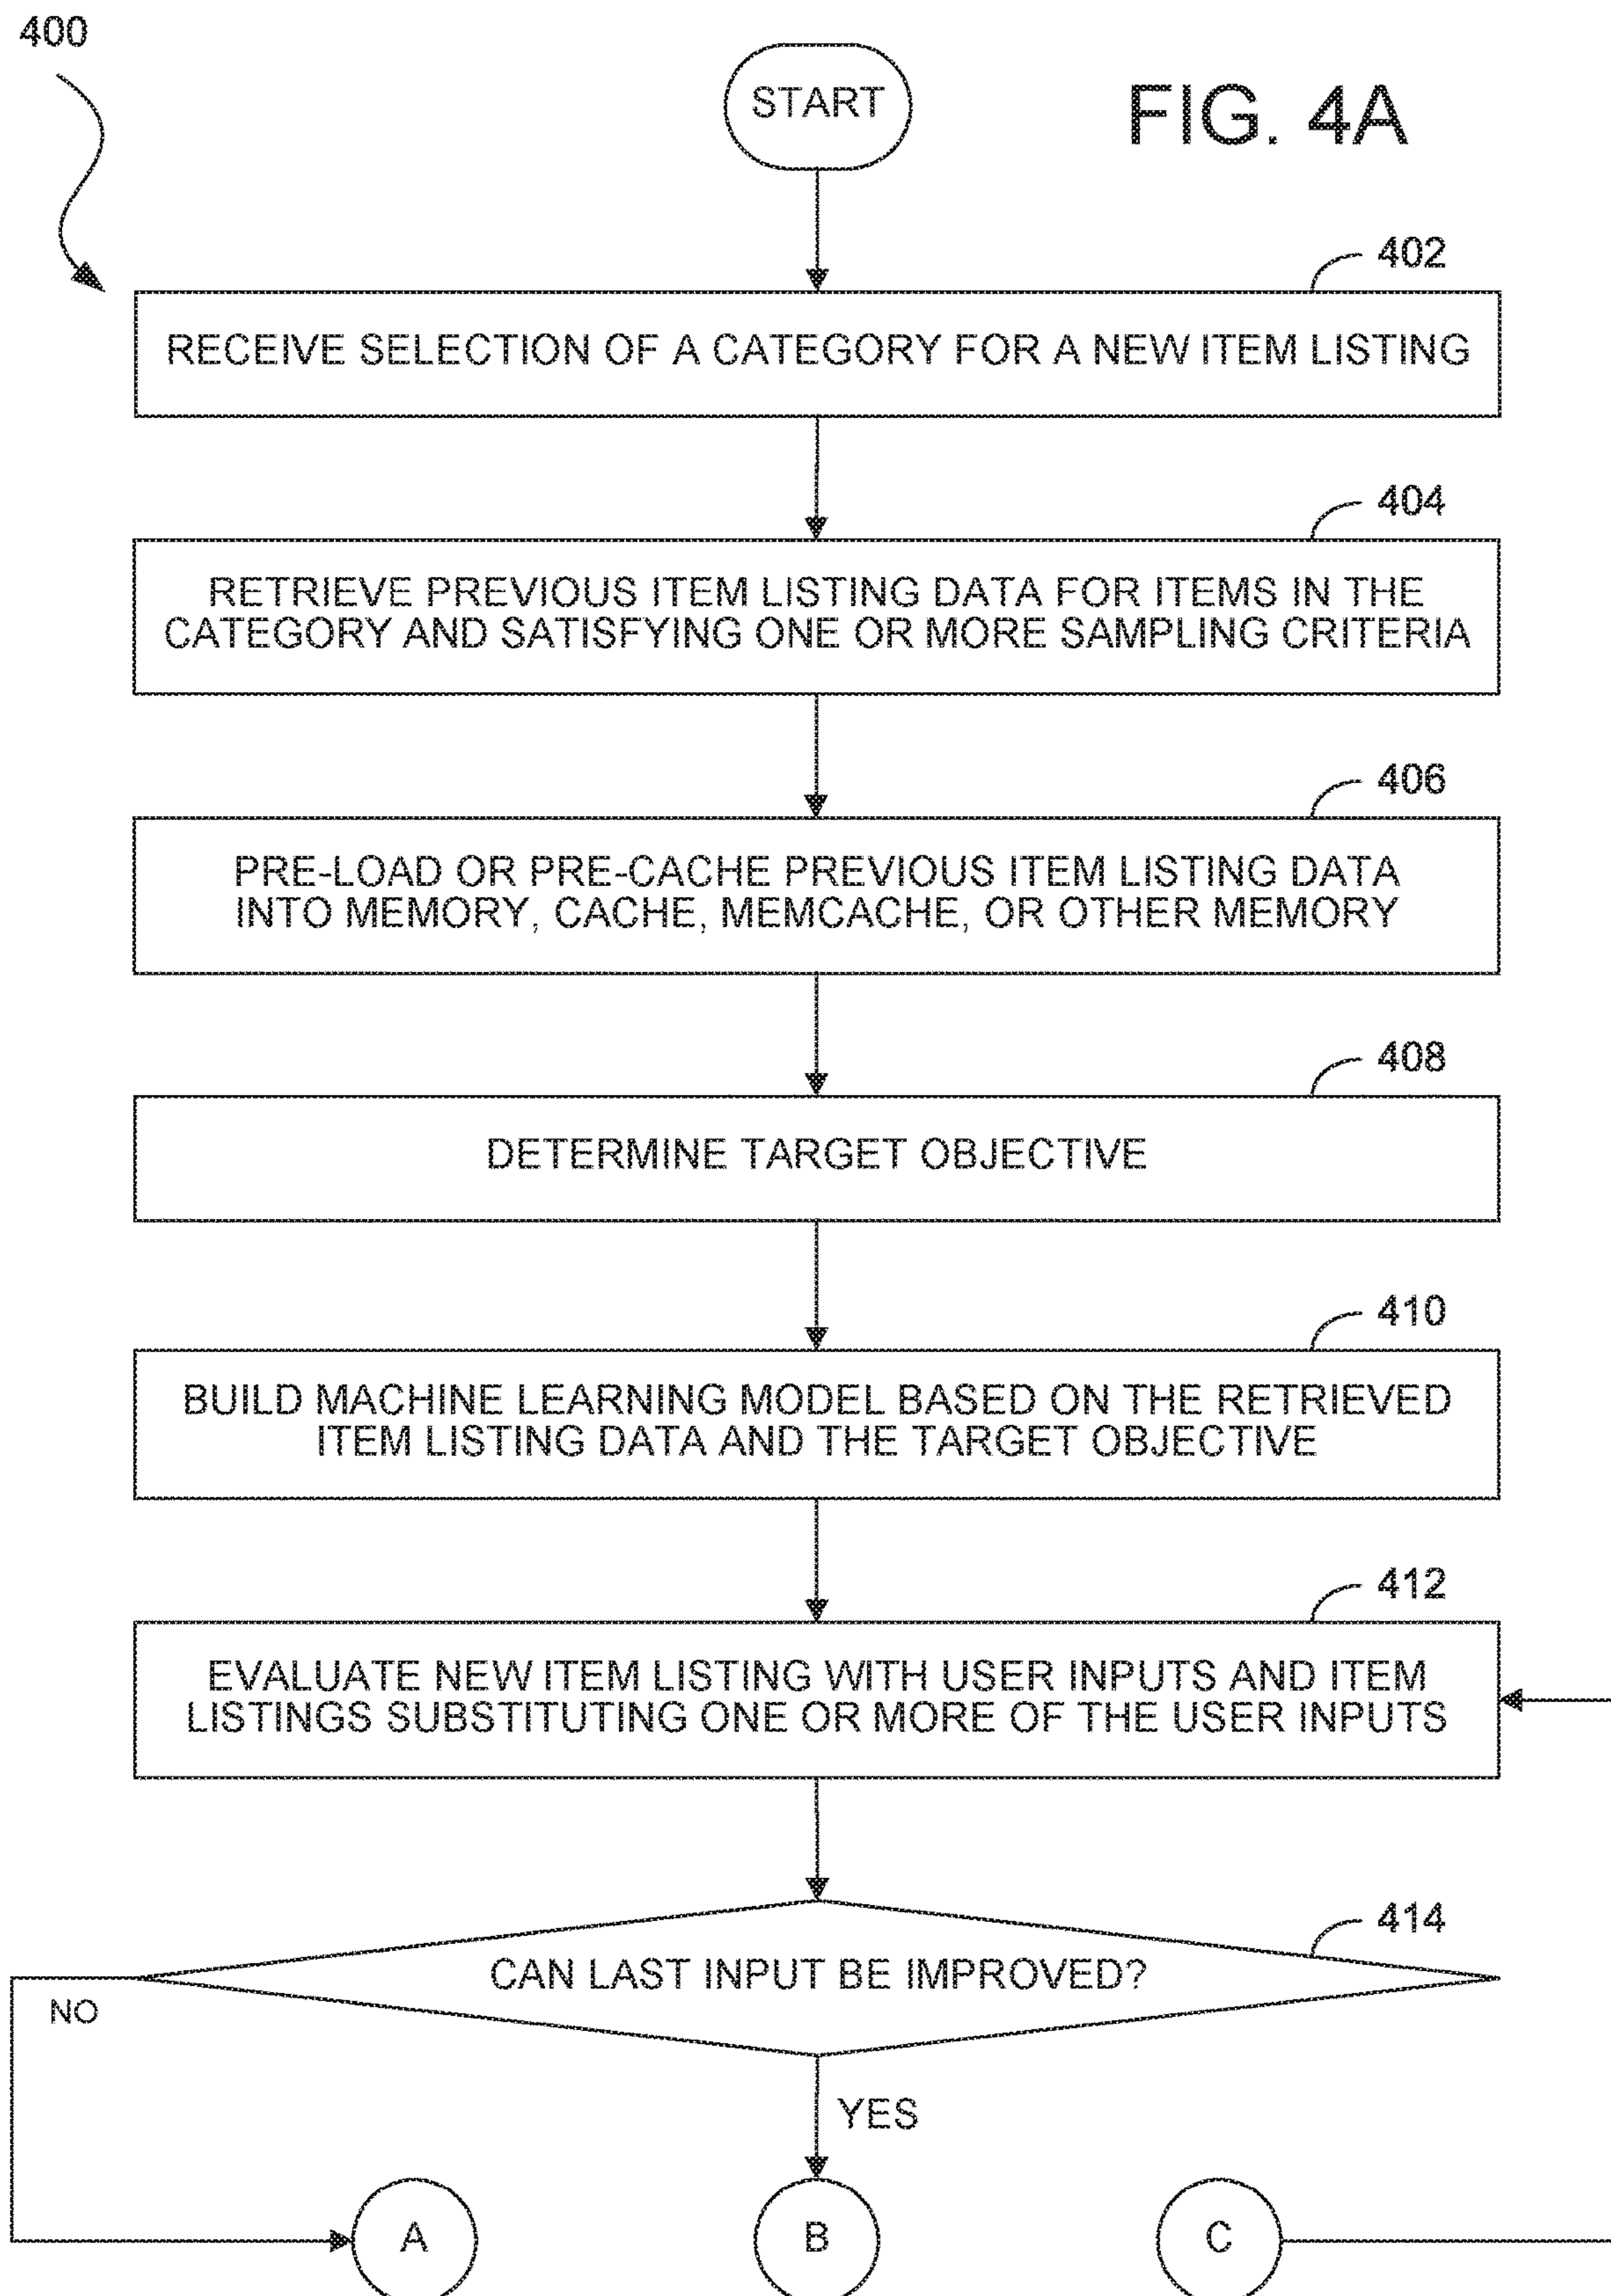 400
START
FIG. 4A
402
RECEIVE SELECTION OF A CATEGORY FOR A NEW ITEM LISTING
404
RETRIEVE PREVIOUS ITEM LISTING DATA FOR ITEMS IN THE
CATEGORY AND SATISFYING ONE OR MORE SAMPLING CRITERIA
406
PRE-LOAD OR PRE-CACHE PREVIOUS ITEM LISTING DATA
INTO MEMORY, CACHE, MEMCACHE, OR OTHER MEMORY
408
DETERMINE TARGET OBJECTIVE
410
BUILD MACHINE LEARNING MODEL BASED ON THE RETRIEVED
ITEM LISTING DATA AND THE TARGET OBJECTIVE
412
EVALUATE NEW ITEM LISTING WITH USER INPUTS AND ITEM
LISTINGS SUBSTITUTING ONE OR MORE OF THE USER INPUTS
414
CAN LAST INPUT BE IMPROVED?
NO
YES
A
B
C